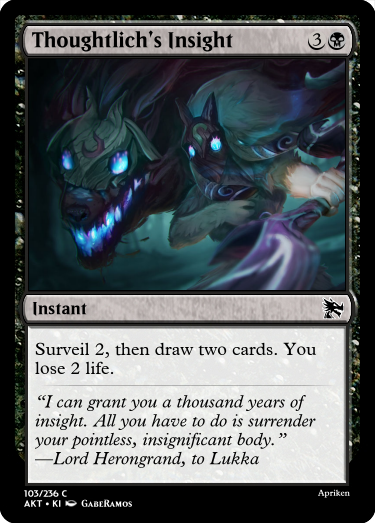 Thoughtlich's Insight 3
Instant
Surveil 2, then draw two cards. You
lose 2 life.
“I can grant you a thousand years of
insight. All you have to do is surrender
your pointless, insignificant body.”
—Lord Herongrand, to Lukka
103/236 C
Apriken
AKT • KI GabeRamos